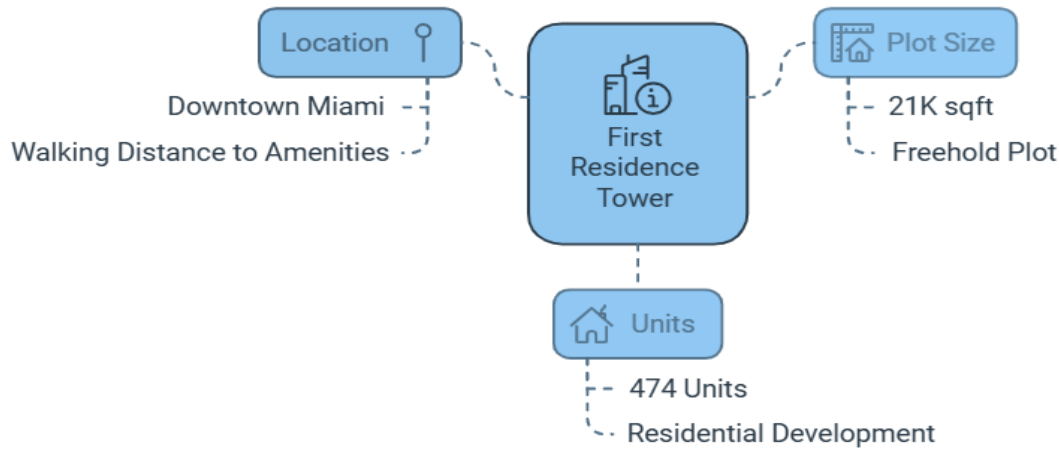 Location
Downtown Miami
Walking Distance to Amenities
First
Residence
Tower
Plot Size
21K sqft
Freehold Plot
Units
474 Units
Residential Development